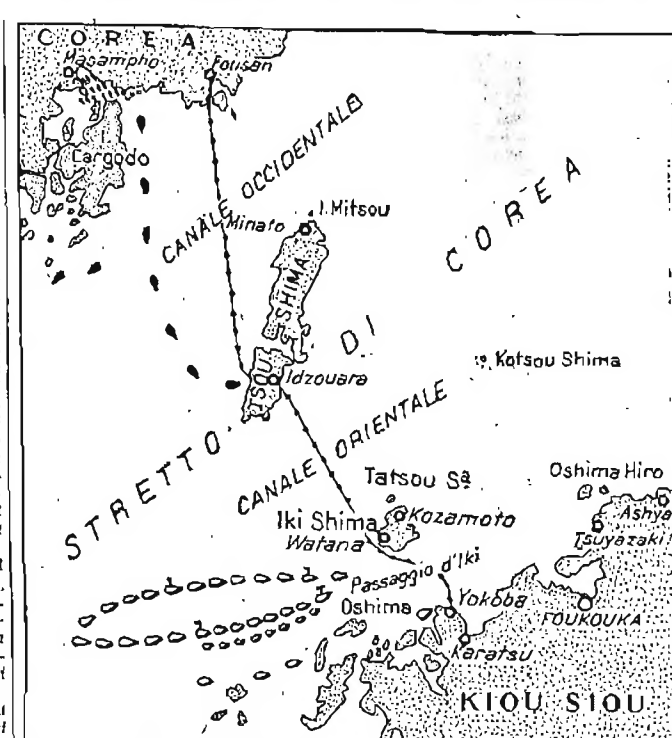 COREA
Masampho
Fousan
Cargodo
CANALE OCCIDENTALE
Minato
I. Mitsou
TSOU SHIMA
STRETTO DI COREA
Idzouara
Kotsou Shima
CANALE ORIENTALE
Tatsou Sª
Oshima Hiro
Iki Shima
Kozamoto
Ashya
Watana
Tsuyazaki
Passaggio d'Iki
Oshima
Yokoba
FOUKOUKA
Karatsu
KIOU SIOU